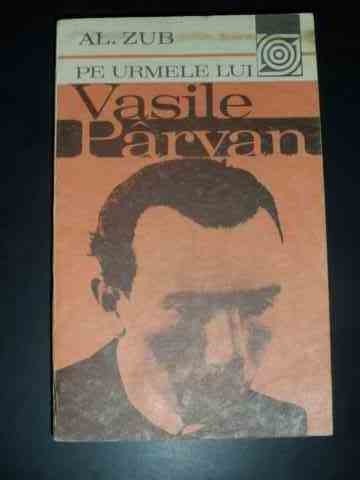 AL. ZUB
PE URMELE LUI
Vasile
Pârvan